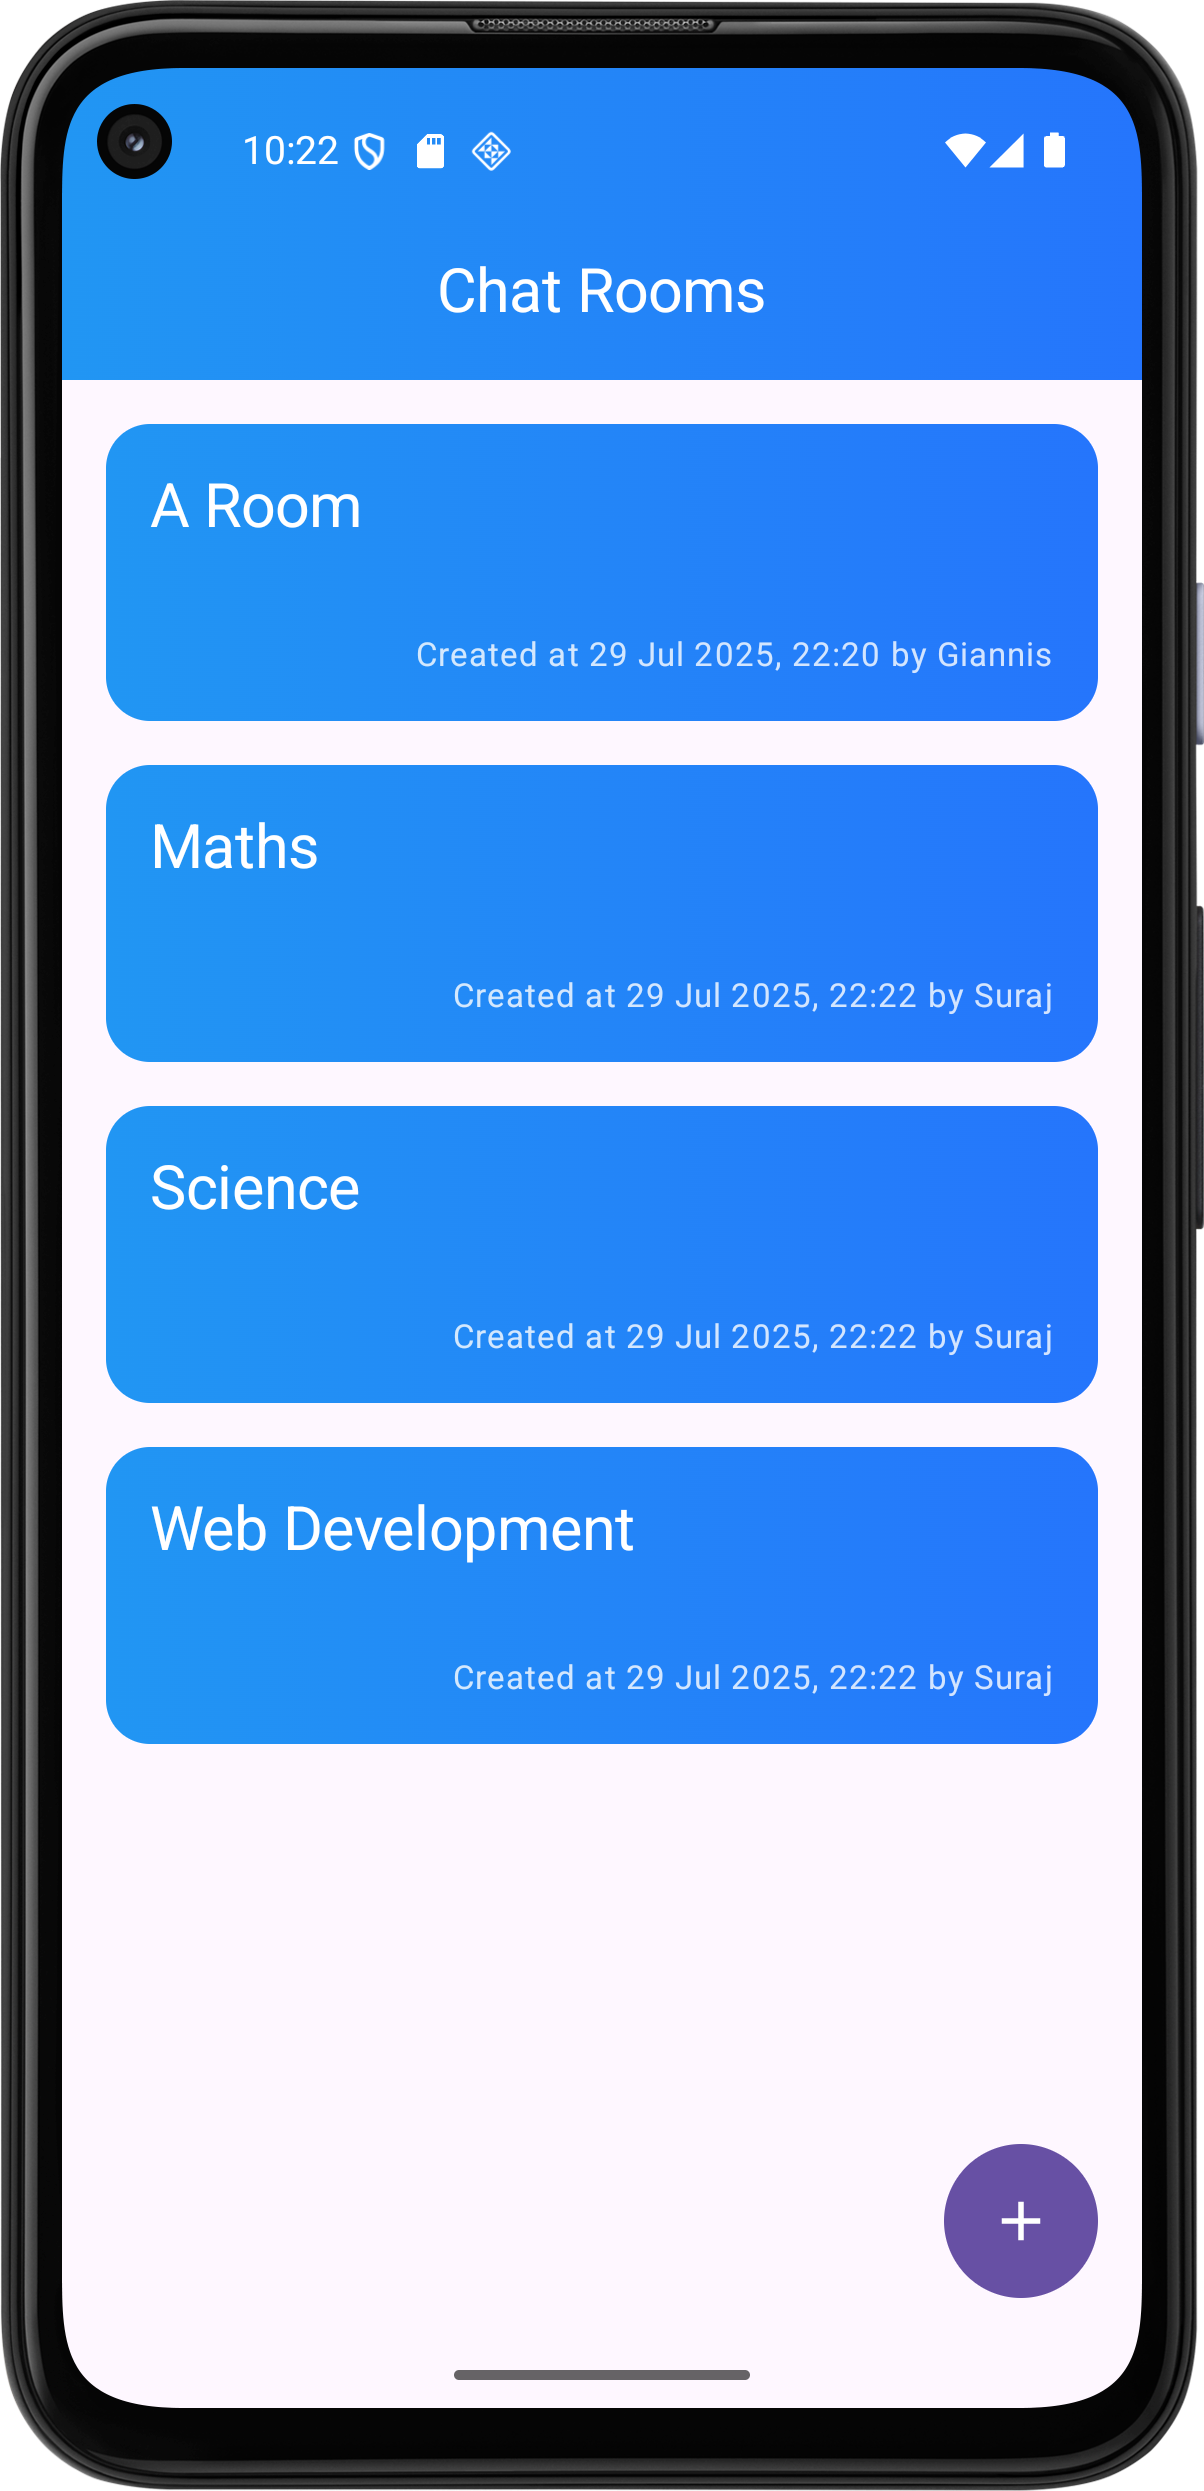 10:22
Chat Rooms
A Room
Created at 29 Jul 2025, 22:20 by Giannis
Maths
Created at 29 Jul 2025, 22:22 by Suraj
Science
Created at 29 Jul 2025, 22:22 by Suraj
Web Development
Created at 29 Jul 2025, 22:22 by Suraj